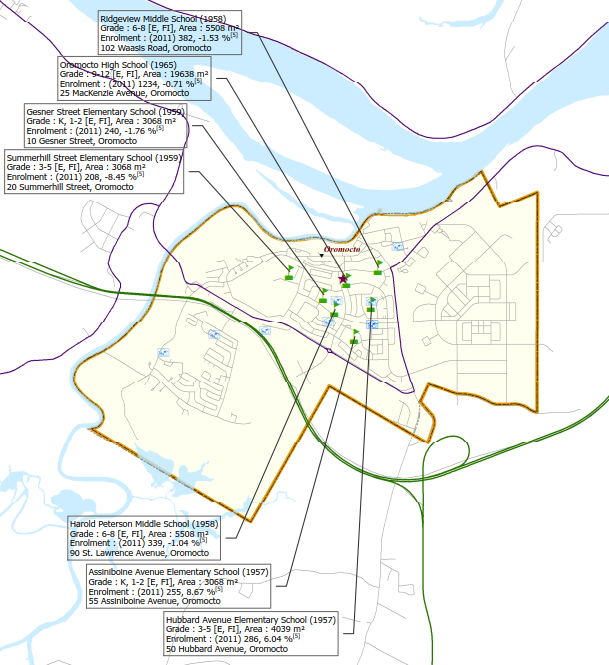 Ridgeview Middle School (1958)
Grade : 6-8 [E, FI], Area : 5508 m²
Enrolment : (2011) 382, -1.53 %[5]
102 Waasis Road, Oromocto
Oromocto High School (1965)
Grade : 9-12 [E, FI], Area : 19638 m²
Enrolment : (2011) 1234, -0.71 %[5]
25 MacKenzie Avenue, Oromocto
Gesner Street Elementary School (1959)
Grade : K, 1-2 [E, FI], Area : 3068 m²
Enrolment : (2011) 240, -1.76 %[5]
10 Gesner Street, Oromocto
Summerhill Street Elementary School (1959)
Grade : 3-5 [E, FI], Area : 3068 m²
Enrolment : (2011) 208, -8.45 %[5]
20 Summerhill Street, Oromocto
Oromocto
Harold Peterson Middle School (1958)
Grade : 6-8 [E, FI], Area : 5508 m²
Enrolment : (2011) 339, -1.04 %[5]
90 St. Lawrence Avenue, Oromocto
Assiniboine Avenue Elementary School (1957)
Grade : K, 1-2 [E, FI], Area : 3068 m²
Enrolment : (2011) 255, 8.67 %[5]
55 Assiniboine Avenue, Oromocto
Hubbard Avenue Elementary School (1957)
Grade : 3-5 [E, FI], Area : 4039 m²
Enrolment : (2011) 286, 6.04 %[5]
50 Hubbard Avenue, Oromocto